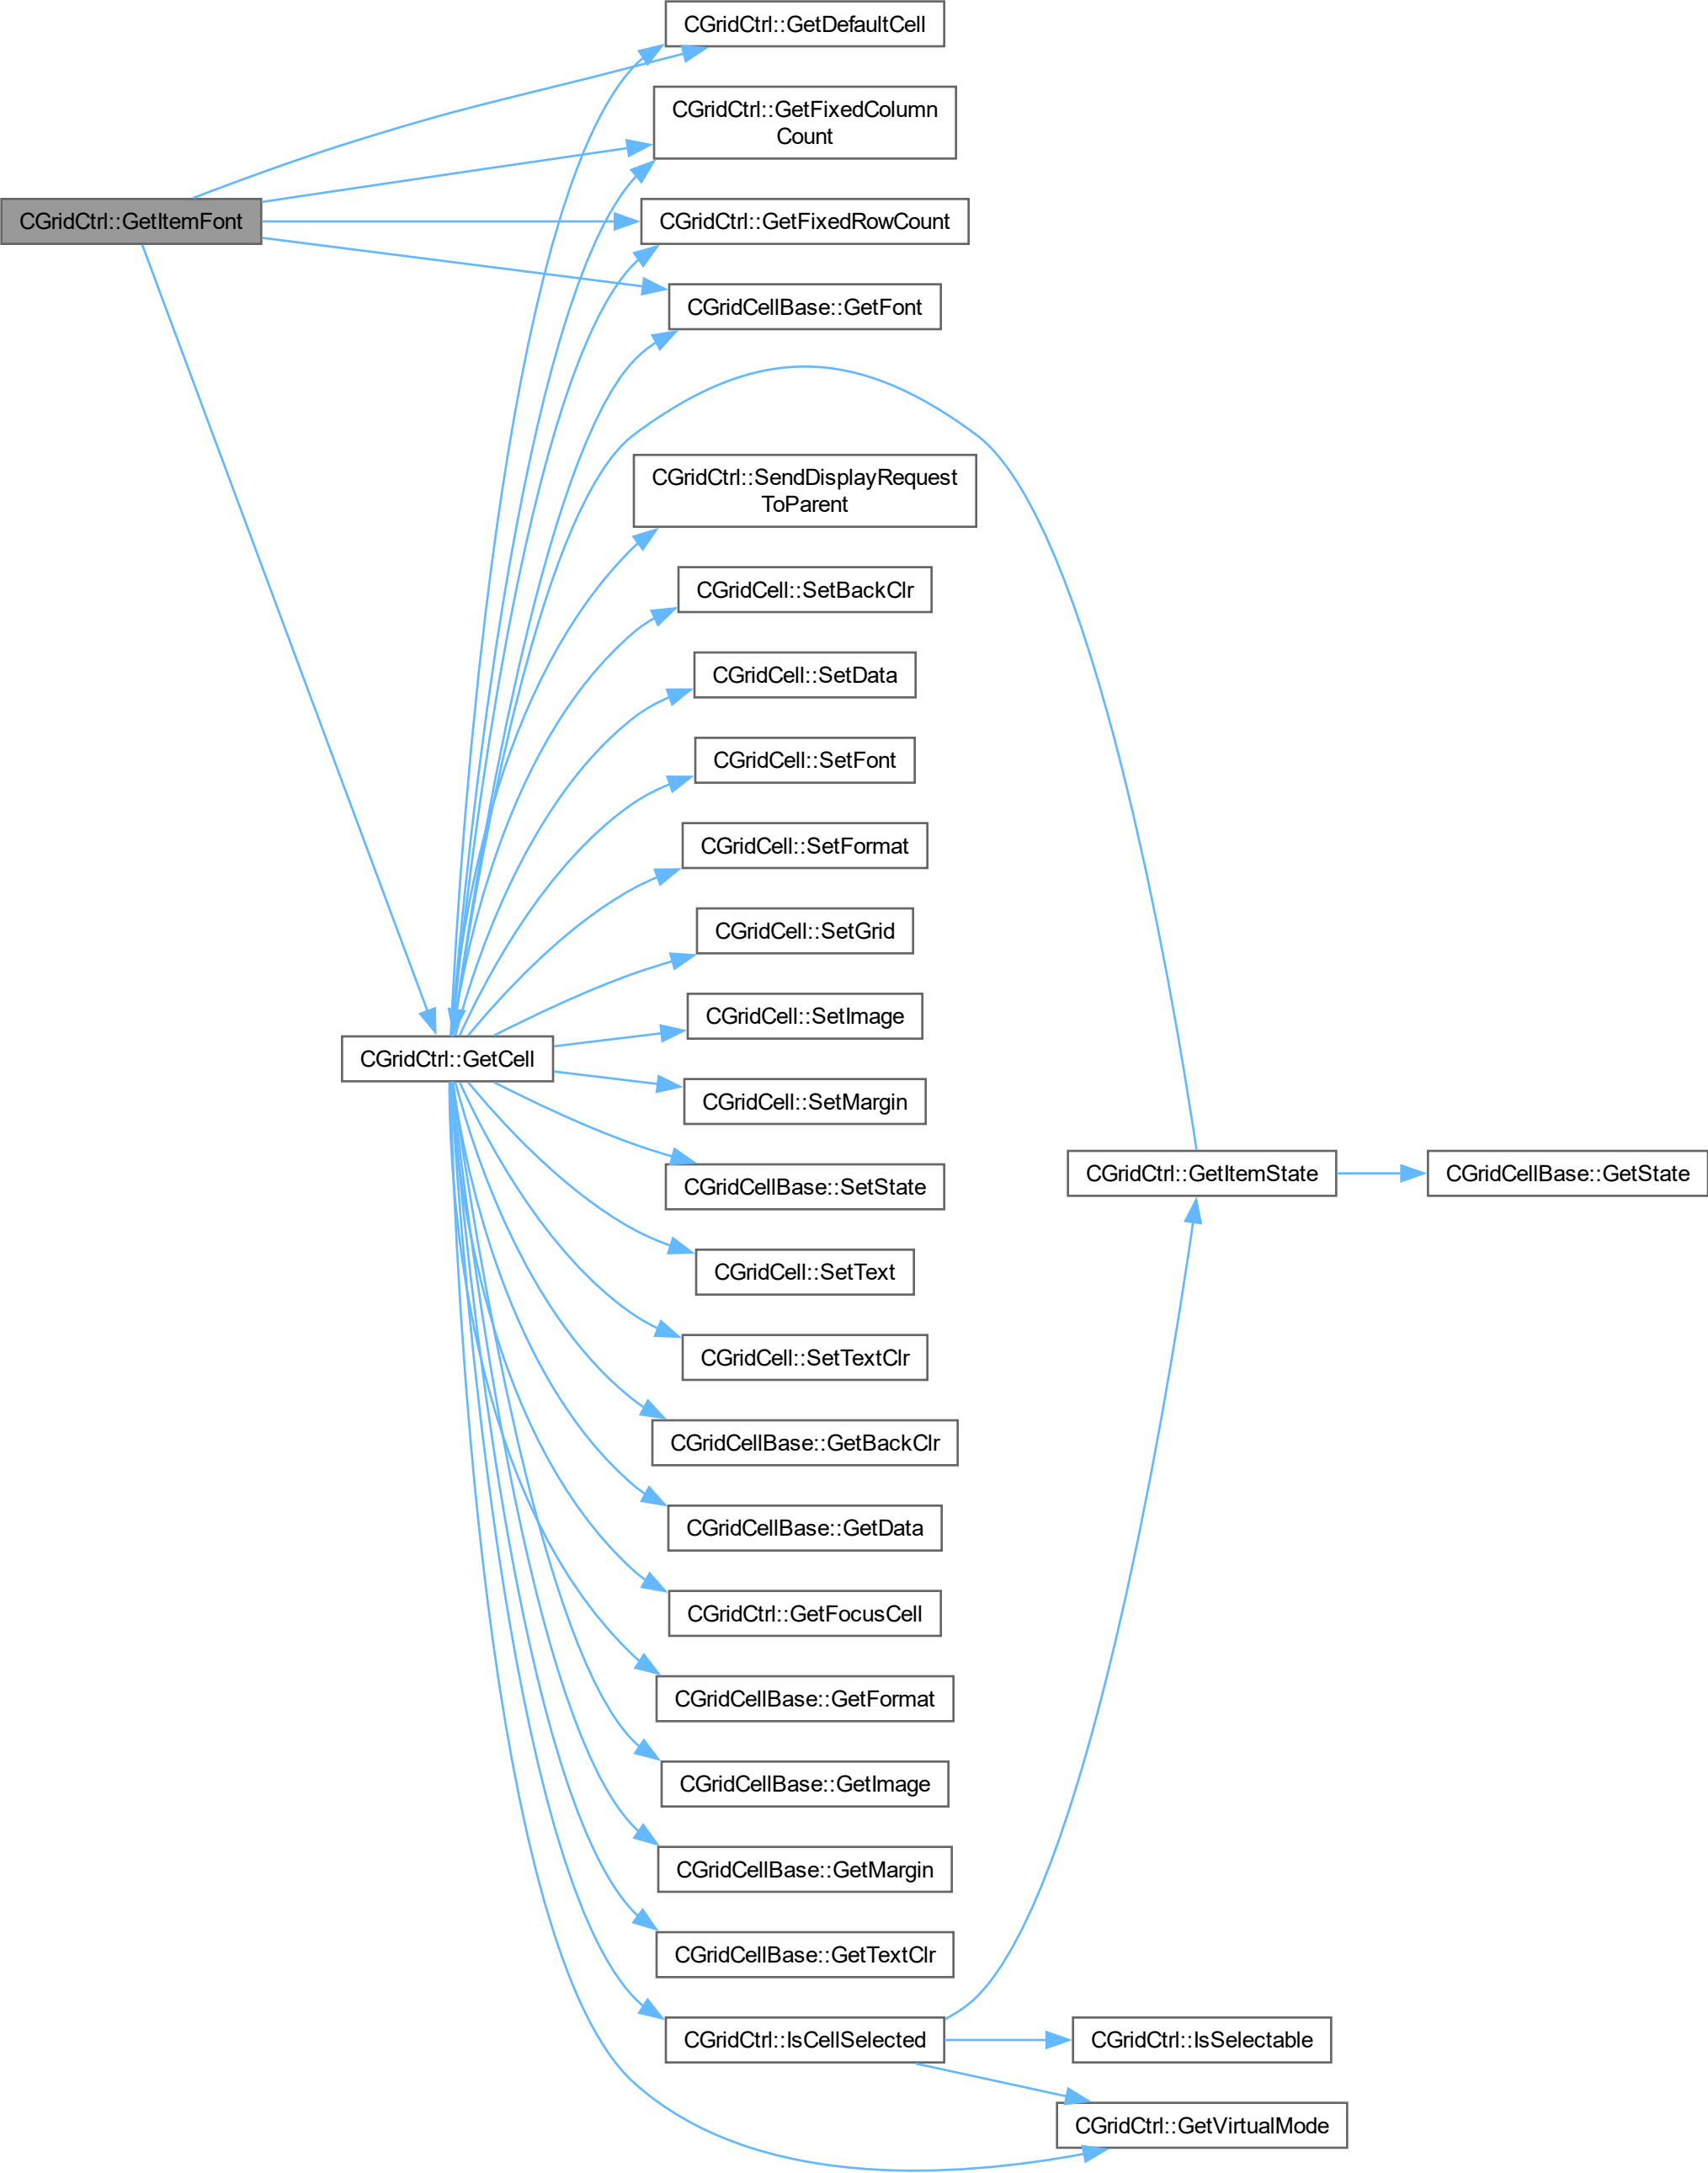 CGridCtrl::GetDefaultCell
CGridCtrl::GetFixedColumn
Count
CGridCtrl::GetItemFont
CGridCtrl::GetFixedRowCount
CGridCellBase::GetFont
CGridCtrl::SendDisplayRequest
ToParent
CGridCell::SetBackClr
CGridCell::SetData
CGridCell::SetFont
CGridCell::SetFormat
CGridCell::SetGrid
CGridCell::SetImage
CGridCtrl::GetCell
CGridCell::SetMargin
CGridCtrl::GetItemState
CGridCellBase::GetState
CGridCellBase::SetState
CGridCell::SetText
CGridCell::SetTextClr
CGridCellBase::GetBackClr
CGridCellBase::GetData
CGridCtrl::GetFocusCell
CGridCellBase::GetFormat
CGridCellBase::GetImage
CGridCellBase::GetMargin
CGridCellBase::GetTextClr
CGridCtrl::IsCellSelected
CGridCtrl::IsSelectable
CGridCtrl::GetVirtualMode